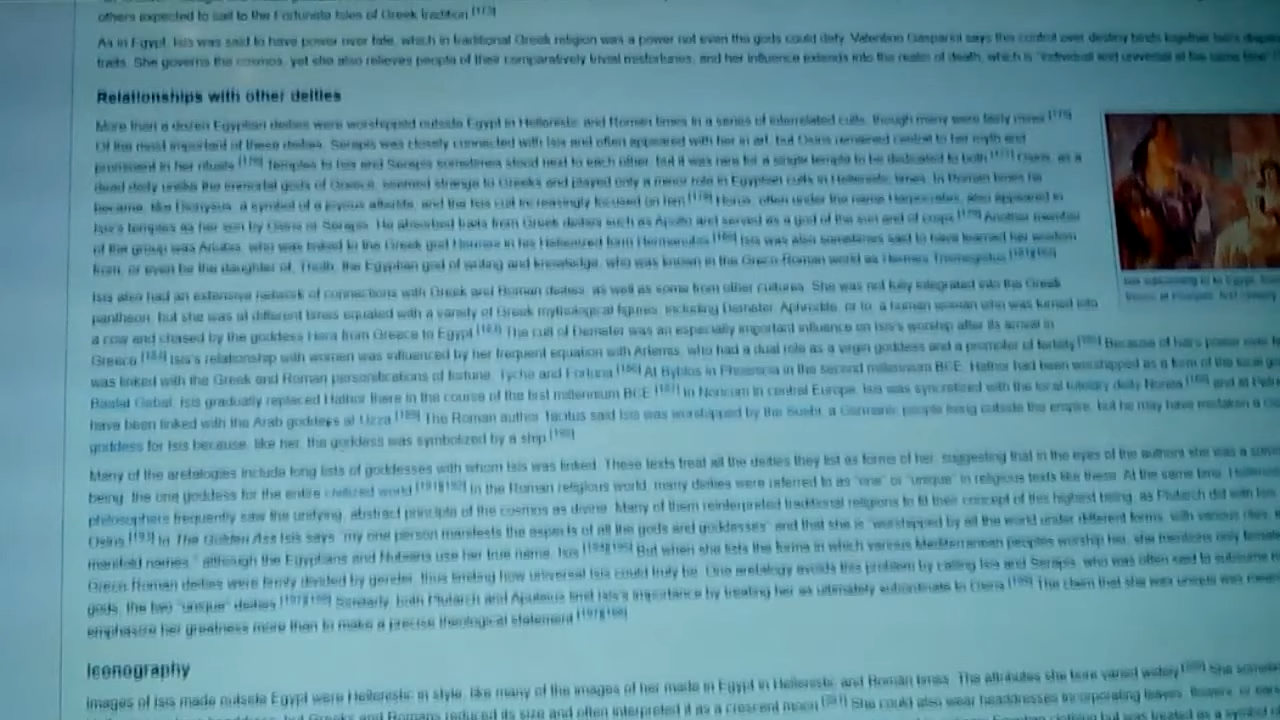 others expected to sail to the Fortunate Isles of Greek tradition
As in Egypt, Isis was said to have power over fate, which in traditional Greek religion was a power not even the gods could defy. Valentino Gasparini says this control over destiny binds together Isis's
traits. She governs the cosmos, yet she also relieves people of their comparatively trivial misfortunes, and her influence extends into the realm of death, which is "individual and universal at the same time".
Relationships with other deities
More than a dozen Egyptian deities were worshipped outside Egypt in Hellenistic and Roman times in a series of interrelated cults, though many were fairly minor.
Of the most important of these deities, Serapis was closely connected with Isis and often appeared with her in art, but Osiris remained central to her myth and
prominent in her rituals. Temples to Isis and Serapis sometimes stood next to each other, but it was rare for a single temple to be dedicated to both. Osiris, as a
dead deity unlike the immortal gods of Greece, seemed strange to Greeks and played only a minor role in Egyptian cults in Hellenistic times. In Roman times he
became, like Dionysus, a symbol of a joyous afterlife, and the Isis cult increasingly focused on him. Horus, often under the name Harpocrates, also appeared in
Isis's temples as her son by Osiris or Serapis. He absorbed traits from Greek deities such as Apollo and served as a god of the sun and of crops. Another member
of the group was Anubis, who was linked to the Greek god Hermes in his Hellenized form Hermanubis. Isis was also sometimes said to have learned her wisdom
from, or even be the daughter of, Thoth, the Egyptian god of writing and knowledge, who was known in the Greco-Roman world as Hermes Trismegistus.
Isis also had an extensive network of connections with Greek and Roman deities, as well as some from other cultures. She was not fully integrated into the Greek
pantheon, but she was at different times equated with a variety of Greek mythological figures, including Demeter, Aphrodite, or Io, a human woman who was turned into
a cow and chased by the goddess Hera from Greece to Egypt. The cult of Demeter was an especially important influence on Isis's worship after its arrival in
Greece. Isis's relationship with women was influenced by her frequent equation with Artemis, who had a dual role as a virgin goddess and a promoter of fertility. Because of Isis's power over
was linked with the Greek and Roman personifications of fortune, Tyche and Fortuna. At Byblos in Phoenicia in the second millennium BCE, Hathor had been worshipped as a form of the local
Baalat Gebal; Isis gradually replaced Hathor there in the course of the first millennium BCE. In Noricum in central Europe, Isis was syncretized with the local tutelary deity Noreia, and at
have been linked with the Arab goddess al-Uzza. The Roman author Tacitus said Isis was worshipped by the Suebi, a Germanic people living outside the empire, but he may have mistaken a
goddess for Isis because, like her, the goddess was symbolized by a ship.
Many of the aretalogies include long lists of goddesses with whom Isis was linked. These texts treat all the deities they list as forms of her, suggesting that in the eyes of the authors she was a
being, the one goddess for the entire civilized world. In the Roman religious world, many deities were referred to as "one" or "unique" in religious texts like these. At the same time,
philosophers frequently saw the unifying, abstract principle of the cosmos as divine. Many of them reinterpreted traditional religions to fit their concept of this highest being, as Plutarch did with Isis
Osiris. In The Golden Ass Isis says "my one person manifests the aspects of all the gods and goddesses" and that she is "worshipped by all the world under different forms, with various
manifold names," although the Egyptians and Nubians use her true name, Isis. But when she lists the forms in which various Mediterranean peoples worship her, she mentions only
Greco-Roman deities were firmly divided by gender, thus limiting how universal Isis could truly be. One aretalogy avoids this problem by calling Isis and Serapis, who was often said to subsume
gods, the two "unique" deities. Similarly, both Plutarch and Apuleius limit Isis's importance by treating her as ultimately subordinate to Osiris. The claim that she was unique was
emphasize her greatness more than to make a precise theological statement.
Iconography
Images of Isis made outside Egypt were Hellenistic in style, like many of the images of her made in Egypt in Hellenistic and Roman times. The attributes she bore varied widely. She
Greeks and Romans reduced its size and often interpreted it as a crescent moon. She could also wear headdresses incorporating leaves, flowers, or